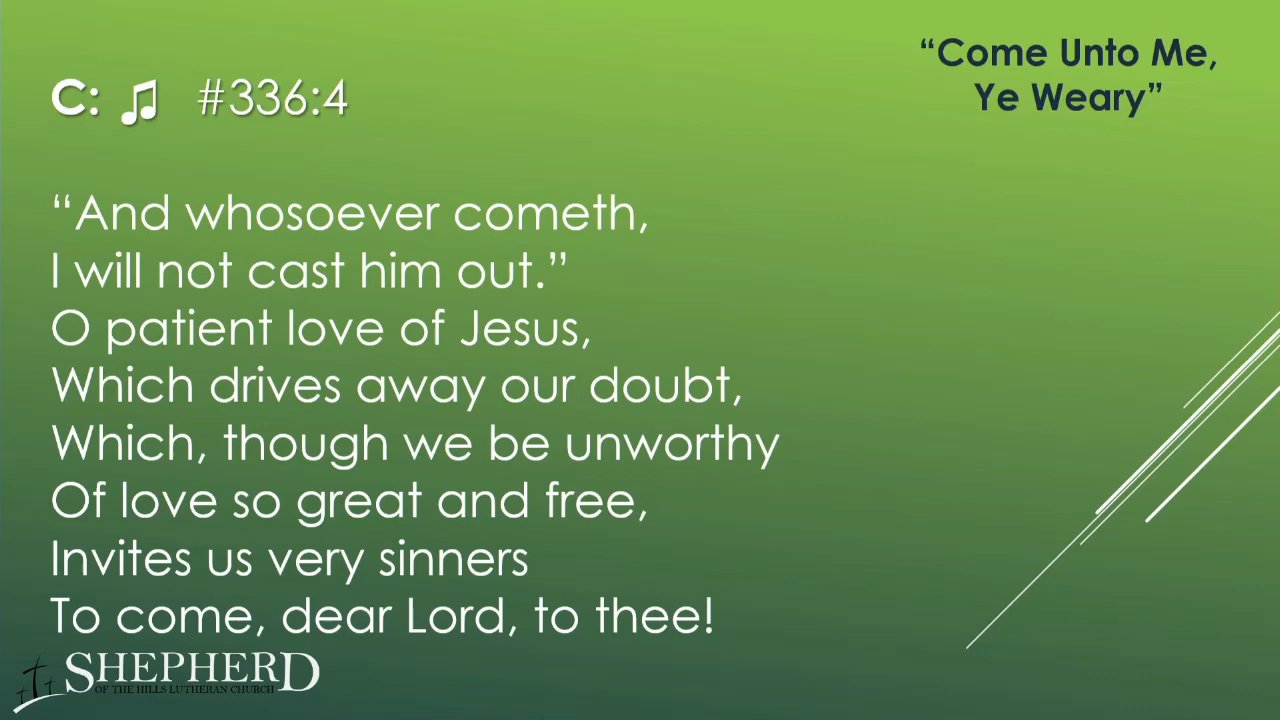 C: ♫ #336:4
“Come Unto Me,
Ye Weary”
“And whosoever cometh,
I will not cast him out.”
O patient love of Jesus,
Which drives away our doubt,
Which, though we be unworthy
Of love so great and free,
Invites us very sinners
To come, dear Lord, to thee!
SHEPHERD
OF THE HILLS LUTHERAN CHURCH